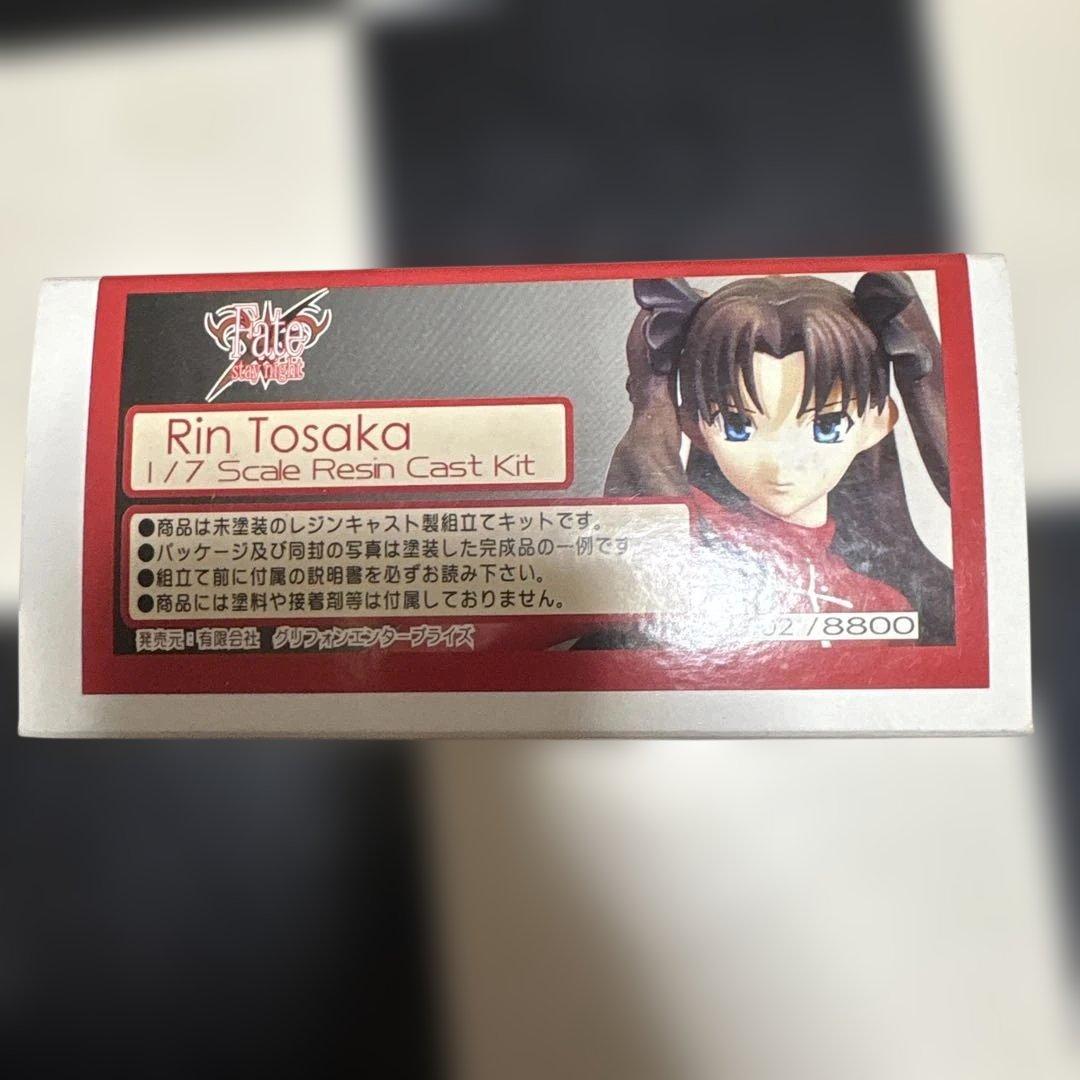 Fate
stay night
Rin Tosaka
1/7 Scale Resin Cast Kit
●商品は未塗装のレジンキャスト製組立てキットです。
●パッケージ及び同封の写真は塗装した完成品の一例です
●組立て前に付属の説明書を必ずお読み下さい。
●商品には塗料や接着剤等は付属しておりません。
発売元:有限会社 グリフォンエンタープライズ
/8800